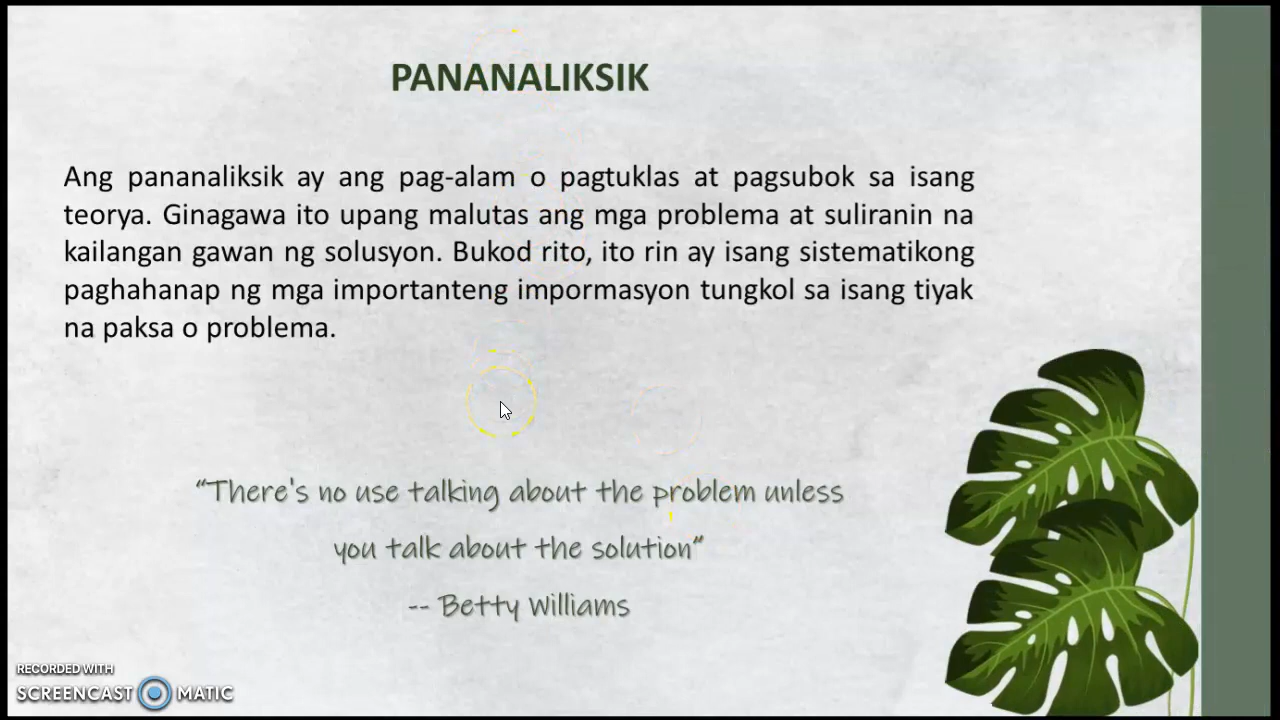 PANANALIKSIK
Ang pananaliksik ay ang pag-alam o pagtuklas at pagsubok sa isang
teorya. Ginagawa ito upang malutas ang mga problema at suliranin na
kailangan gawan ng solusyon. Bukod rito, ito rin ay isang sistematikong
paghahanap ng mga importanteng impormasyon tungkol sa isang tiyak
na paksa o problema.
“There's no use talking about the problem unless
you talk about the solution”
-- Betty Williams
RECORDED WITH
SCREENCAST MATIC